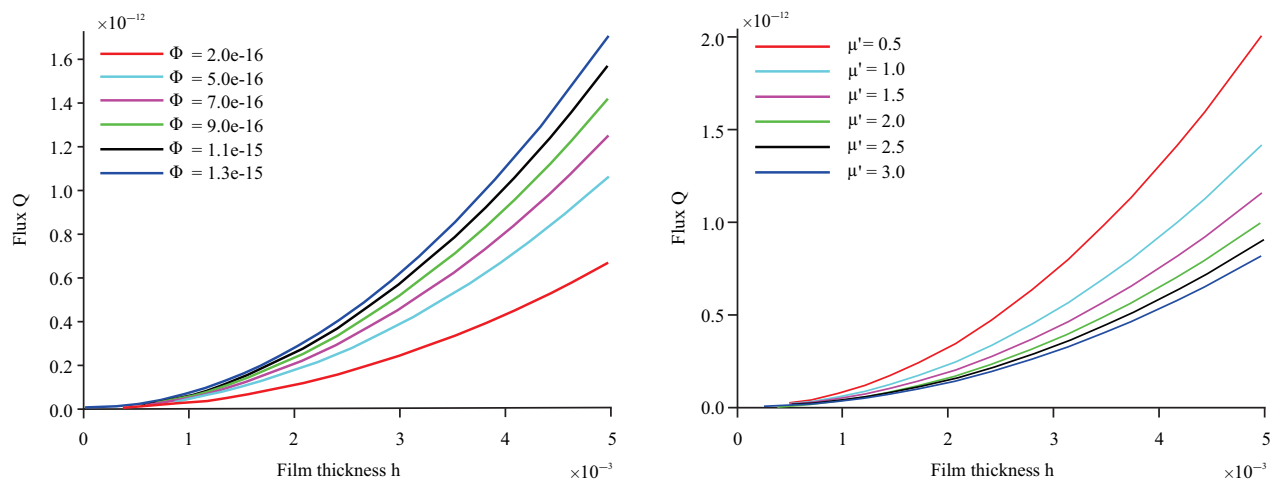 ×10⁻¹²
Φ = 2.0e-16
Φ = 5.0e-16
Φ = 7.0e-16
Φ = 9.0e-16
Φ = 1.1e-15
Φ = 1.3e-15
1.6
1.4
1.2
1.0
0.8
0.6
0.4
0.2
0.0
Flux Q
0 1 2 3 4 5
Film thickness h ×10⁻³
×10⁻¹²
μ' = 0.5
μ' = 1.0
μ' = 1.5
μ' = 2.0
μ' = 2.5
μ' = 3.0
2.0
1.5
1.0
0.5
0.0
Flux Q
0 1 2 3 4 5
Film thickness h ×10⁻³